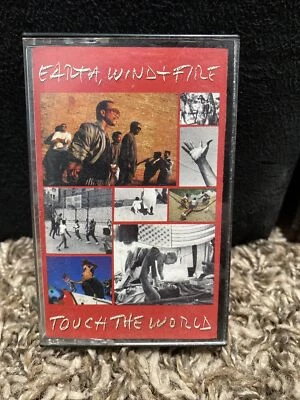 EARTH, WIND + FIRE
TOUCH THE WORLD